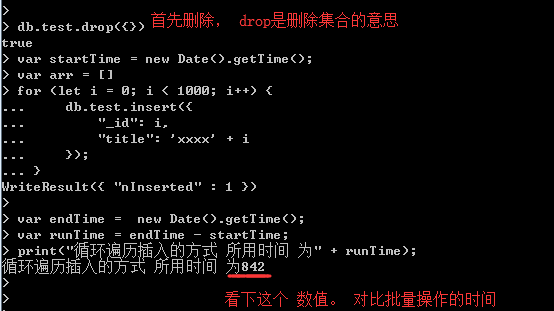 >
> db.test.drop({})
首先删除， drop是删除集合的意思
true
> var startTime = new Date().getTime();
> var arr = []
> for (let i = 0; i < 1000; i++) {
...     db.test.insert({
...         "_id": i,
...         "title": 'xxxx' + i
...     });
... }
WriteResult({ "nInserted" : 1 })
>
> var endTime =  new Date().getTime();
> var runTime = endTime - startTime;
> print("循环遍历插入的方式 所用时间 为" + runTime);
循环遍历插入的方式 所用时间 为842
>
>
看下这个 数值。 对比批量操作的时间